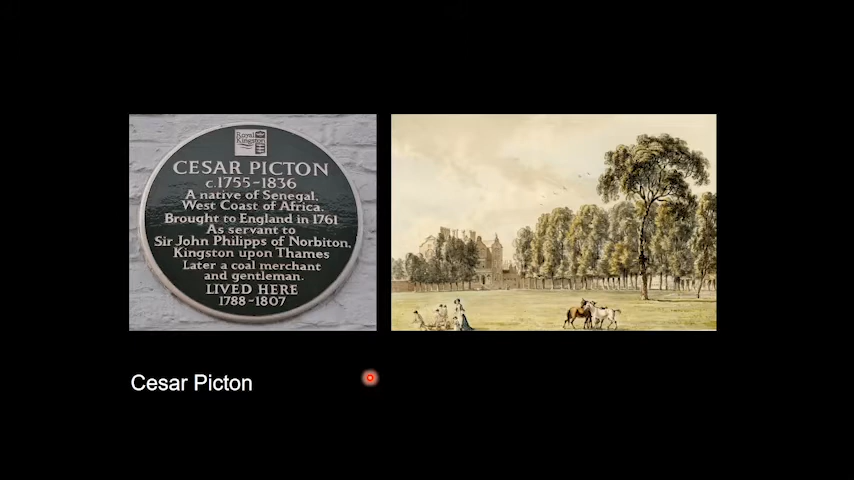 Royal
Kingston
CESAR PICTON
c.1755-1836
A native of Senegal,
West Coast of Africa.
Brought to England in 1761
As servant to
Sir John Philipps of Norbiton,
Kingston upon Thames
Later a coal merchant
and gentleman.
LIVED HERE
1788-1807
Cesar Picton